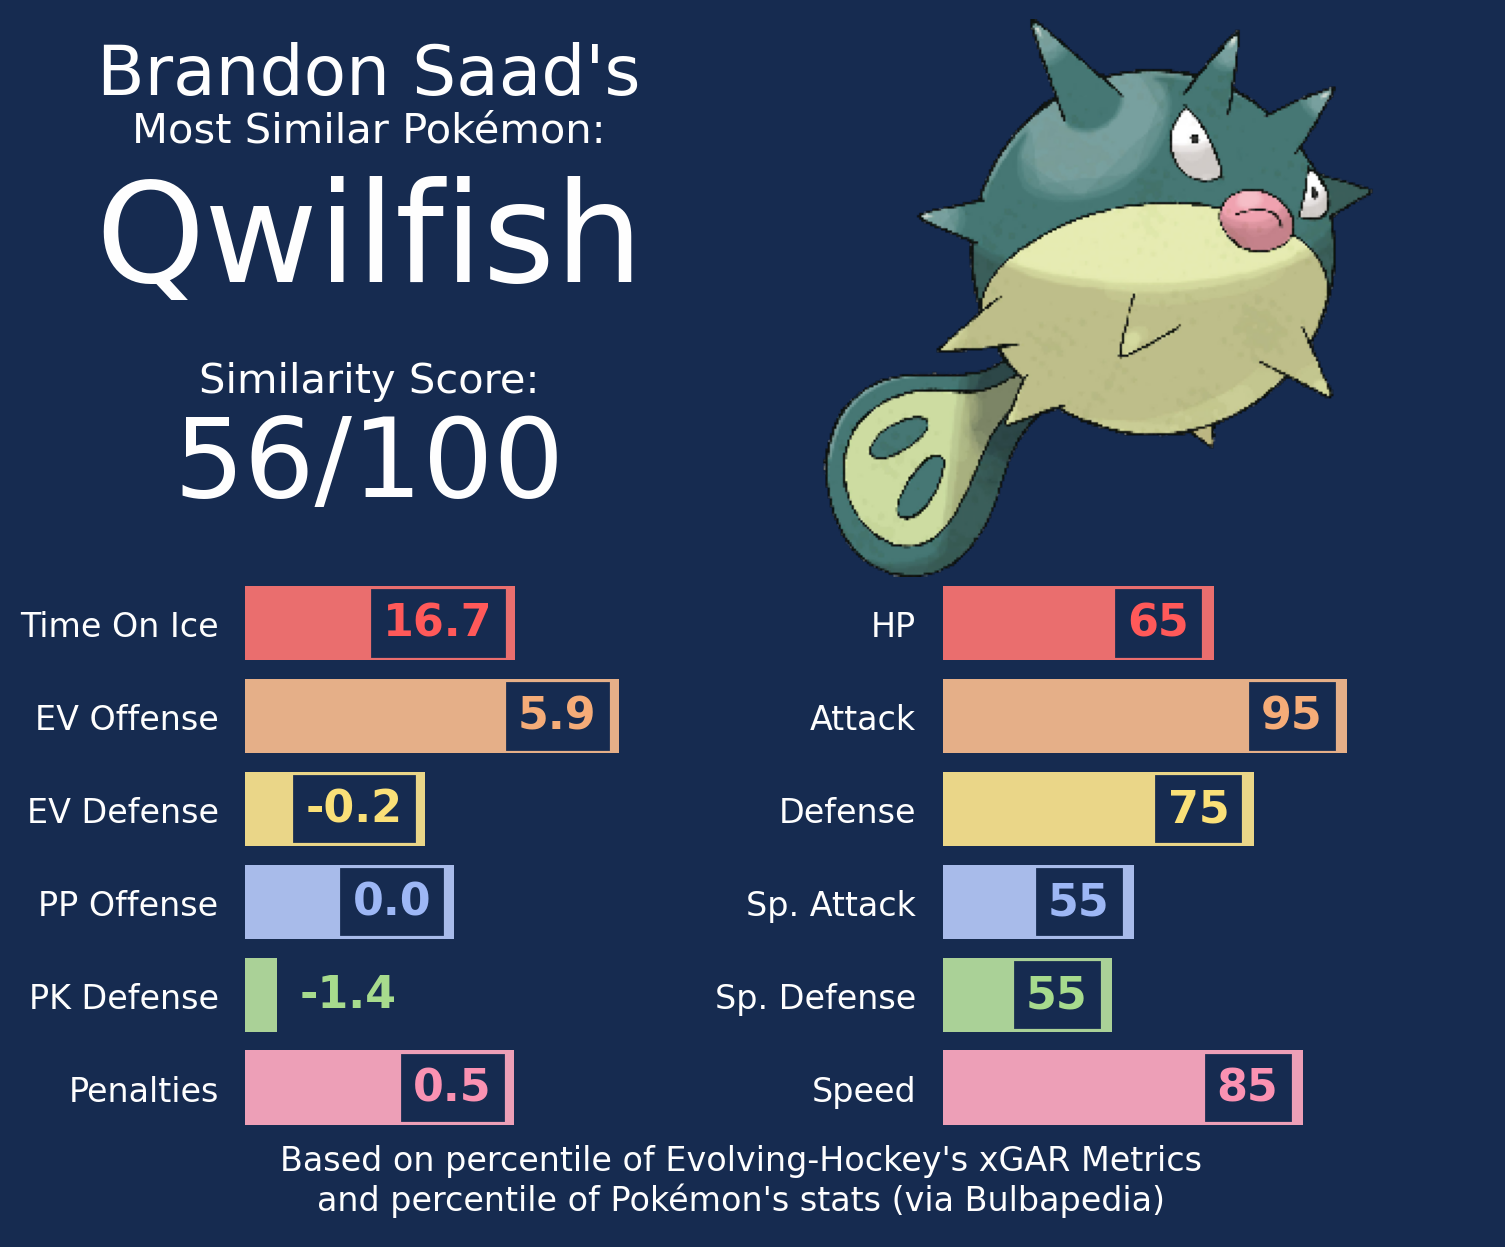 Brandon Saad's
Most Similar Pokémon:
Qwilfish
Similarity Score:
56/100
Time On Ice 16.7
EV Offense 5.9
EV Defense -0.2
PP Offense 0.0
PK Defense -1.4
Penalties 0.5
HP 65
Attack 95
Defense 75
Sp. Attack 55
Sp. Defense 55
Speed 85
Based on percentile of Evolving-Hockey's xGAR Metrics
and percentile of Pokémon's stats (via Bulbapedia)